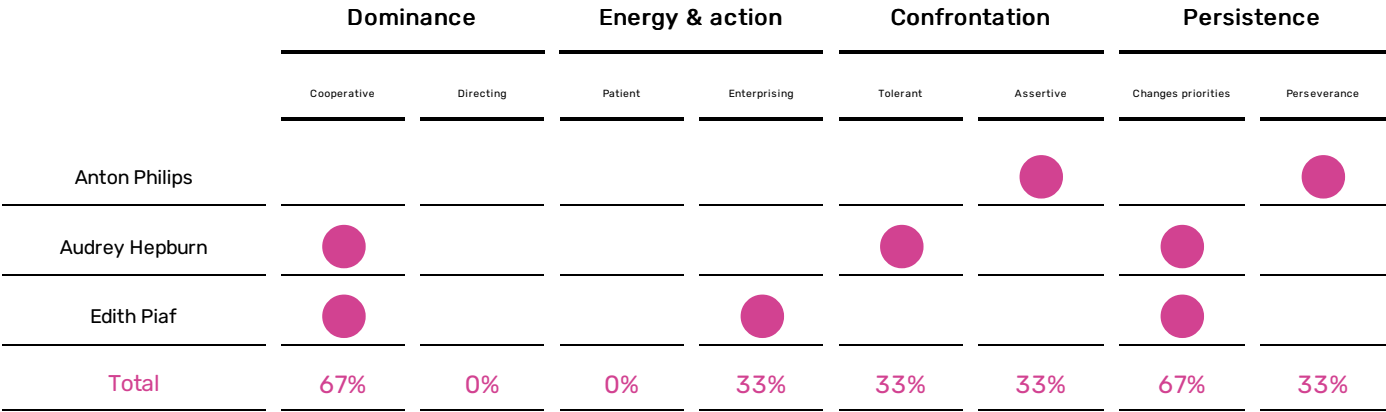 Dominance Energy & action Confrontation Persistence
Cooperative Directing Patient Enterprising Tolerant Assertive Changes priorities Perseverance
Anton Philips
Audrey Hepburn
Edith Piaf
Total 67% 0% 0% 33% 33% 33% 67% 33%